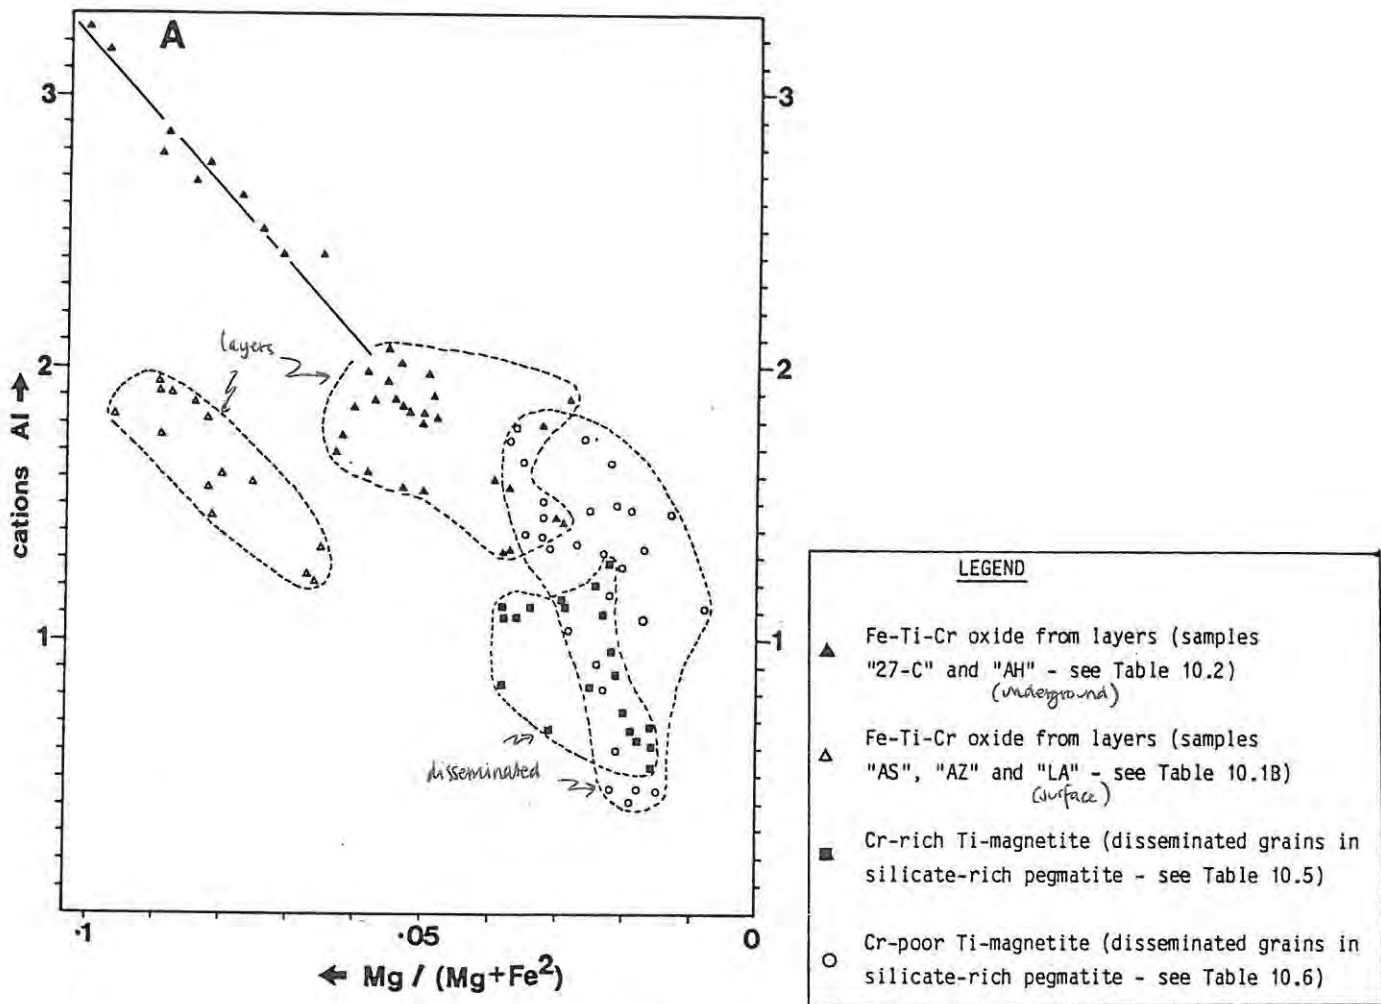 A
3
3
layers
2
2
cations Al →
1
1
disseminated
.1
.05
0
← Mg / (Mg+Fe²)
LEGEND
▲ Fe-Ti-Cr oxide from layers (samples
"27-C" and "AH" - see Table 10.2)
(underground)
△ Fe-Ti-Cr oxide from layers (samples
"AS", "AZ" and "LA" - see Table 10.1B)
(surface)
■ Cr-rich Ti-magnetite (disseminated grains in
silicate-rich pegmatite - see Table 10.5)
○ Cr-poor Ti-magnetite (disseminated grains in
silicate-rich pegmatite - see Table 10.6)